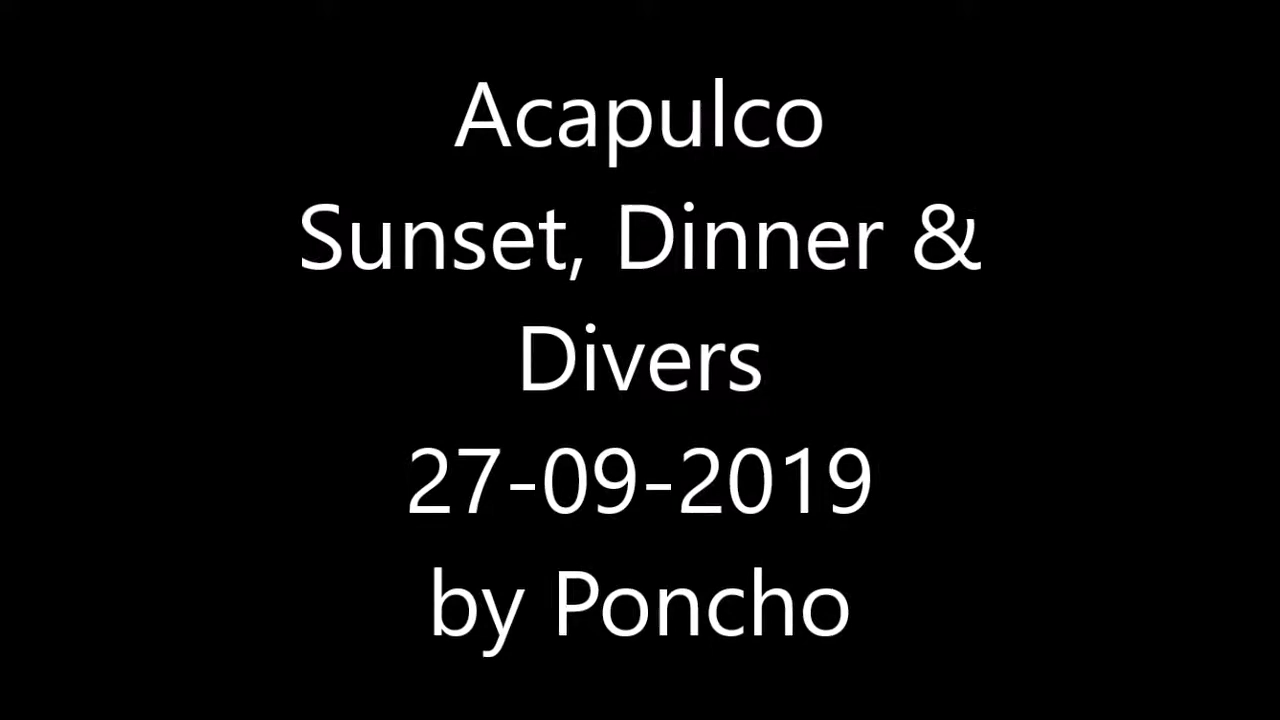 Acapulco
Sunset, Dinner &
Divers
27-09-2019
by Poncho